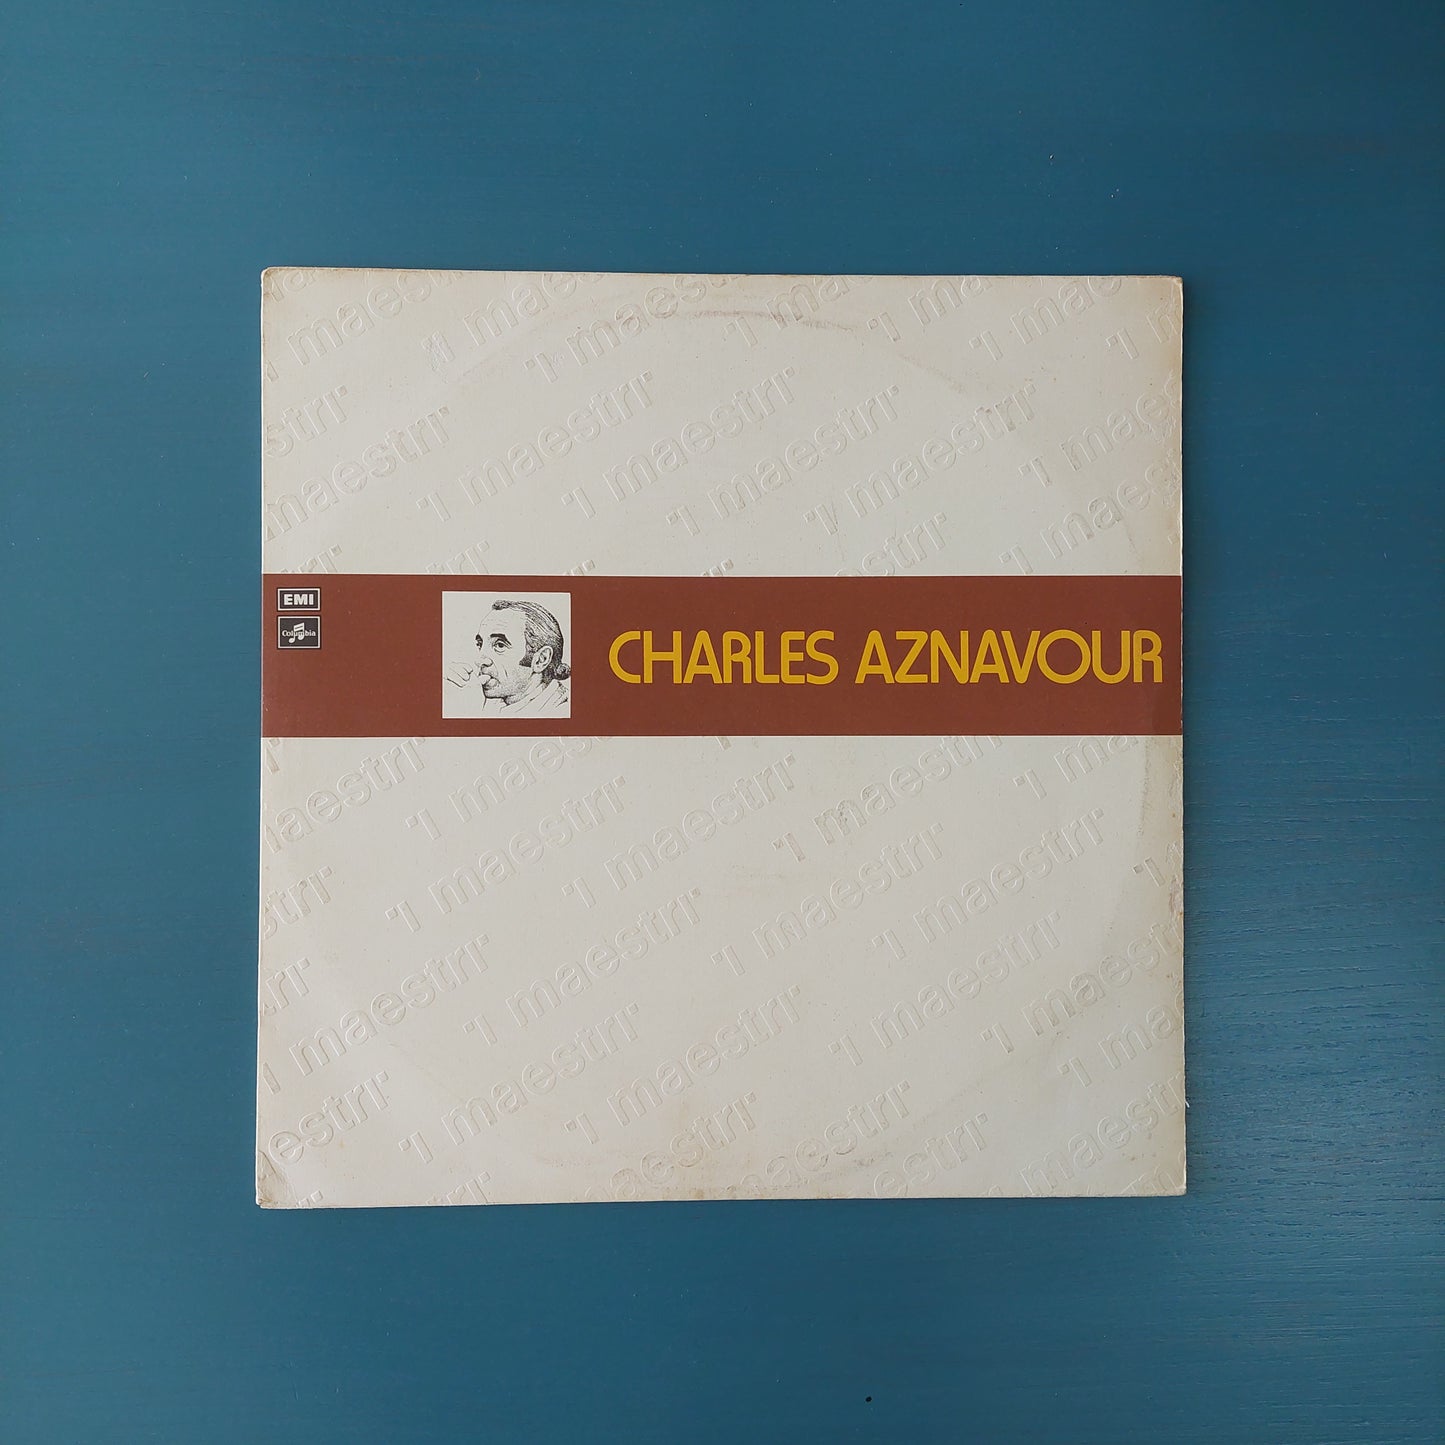 EMI
Columbia
CHARLES AZNAVOUR
"I maestri"